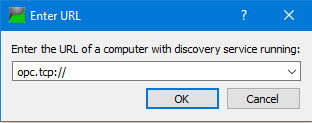 Enter URL
Enter the URL of a computer with discovery service running:
opc.tcp://
OK
Cancel